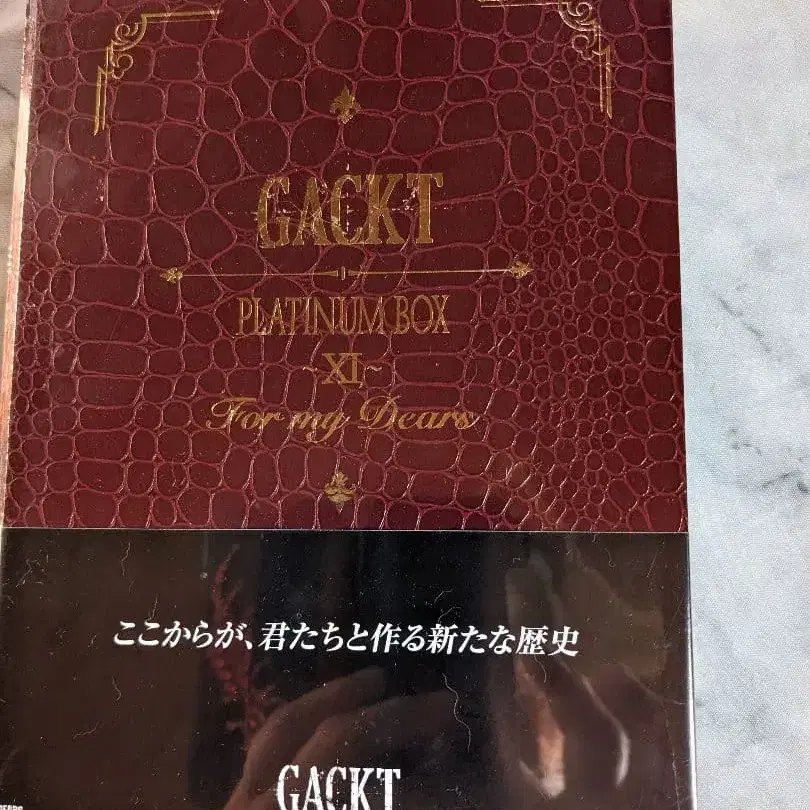 GACKT
PLATINUM BOX
~XI~
For my Dears
ここからが、君たちと作る新たな歴史
GACKT